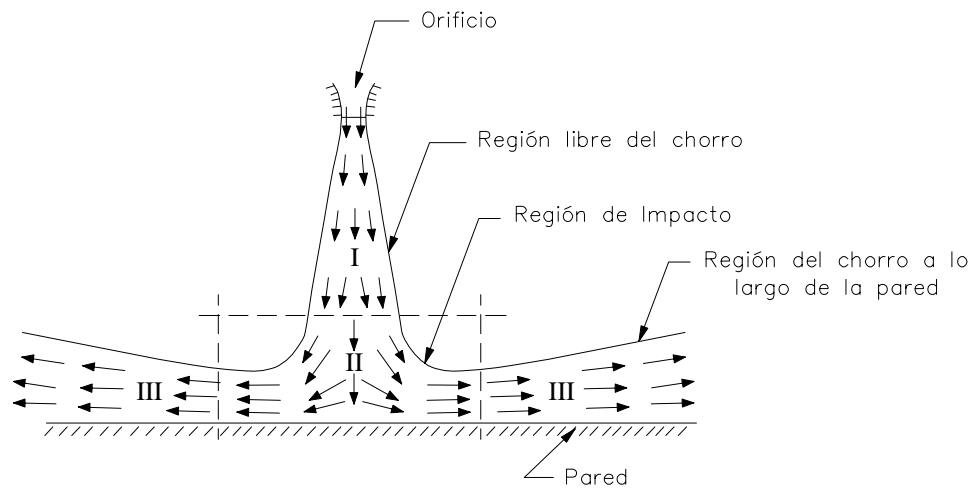 Orificio
Región libre del chorro
Región de Impacto
Región del chorro a lo
largo de la pared
I
II
III
III
Pared